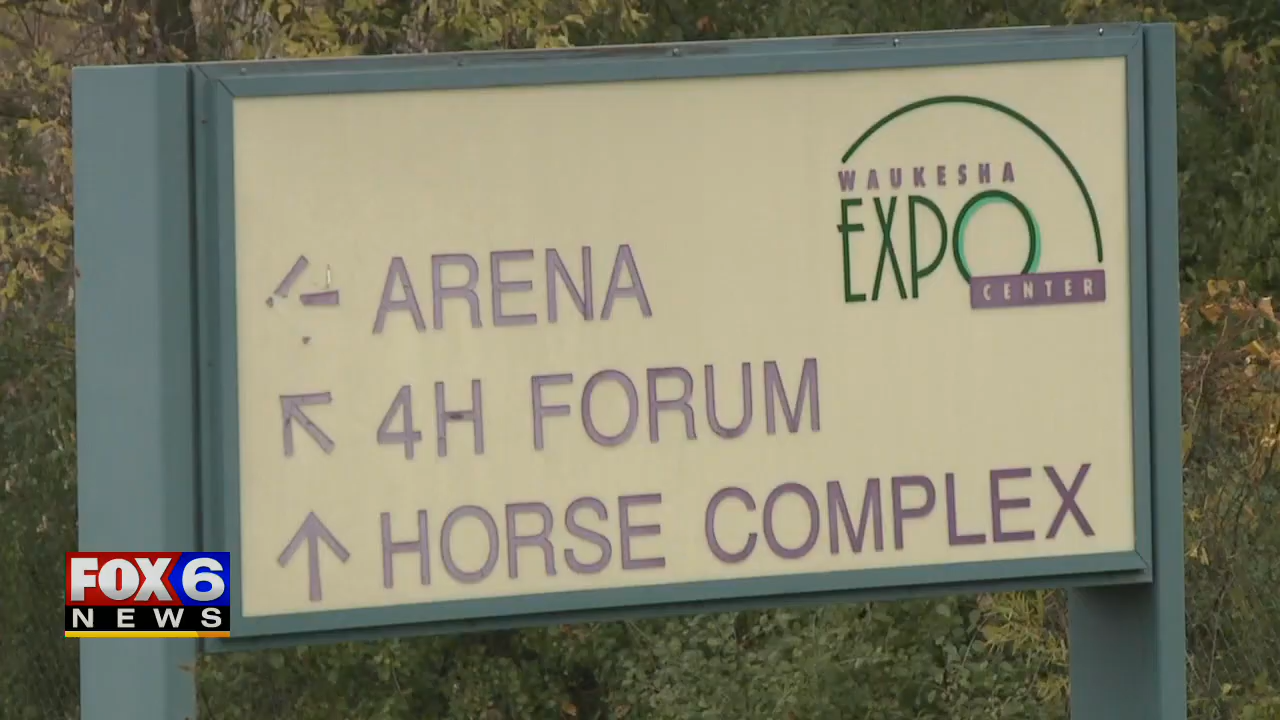 WAUKESHA
EXPO
CENTER
ARENA
4H FORUM
HORSE COMPLEX
FOX 6
NEWS